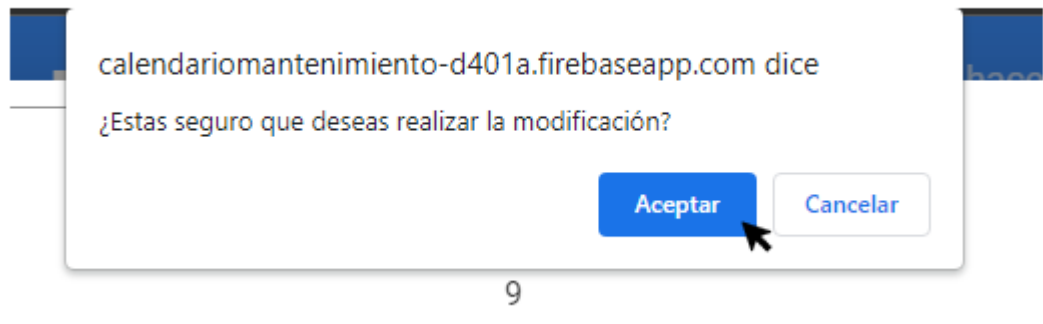 calendariomantenimiento-d401a.firebaseapp.com dice
¿Estas seguro que deseas realizar la modificación?
Aceptar
Cancelar
9